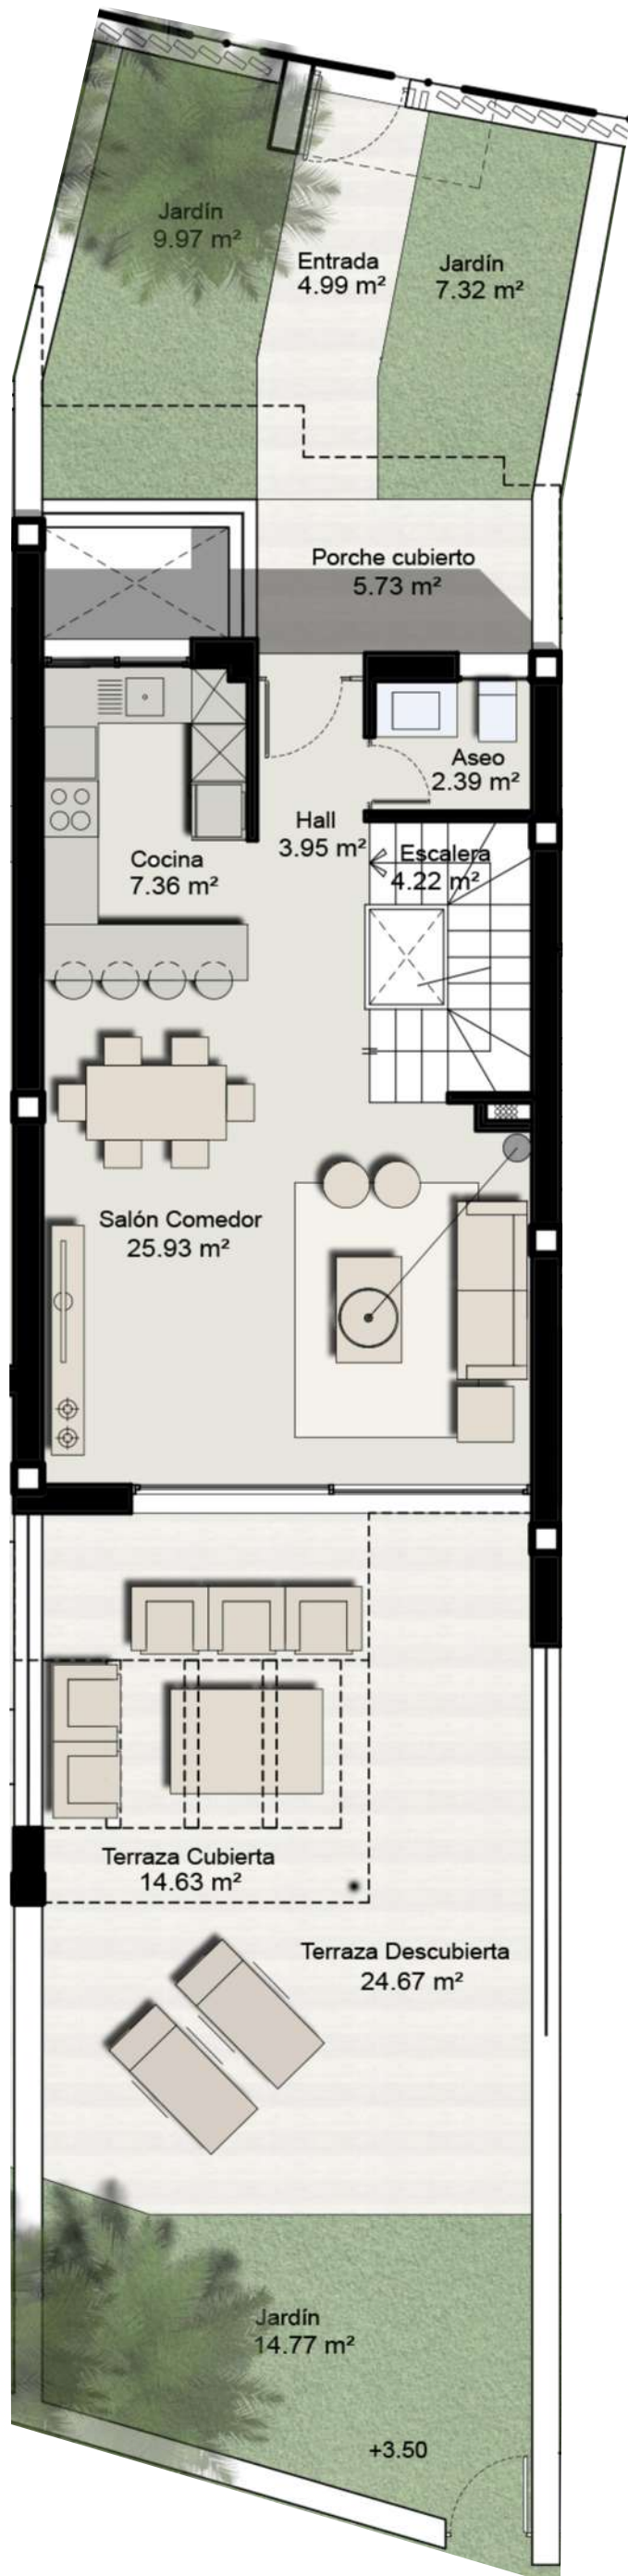 Jardín
9.97 m²
Entrada
4.99 m²
Jardín
7.32 m²
Porche cubierto
5.73 m²
Aseo
2.39 m²
Hall
3.95 m²
Escalera
4.22 m²
Cocina
7.36 m²
Salón Comedor
25.93 m²
Terraza Cubierta
14.63 m²
Terraza Descubierta
24.67 m²
Jardín
14.77 m²
+3.50